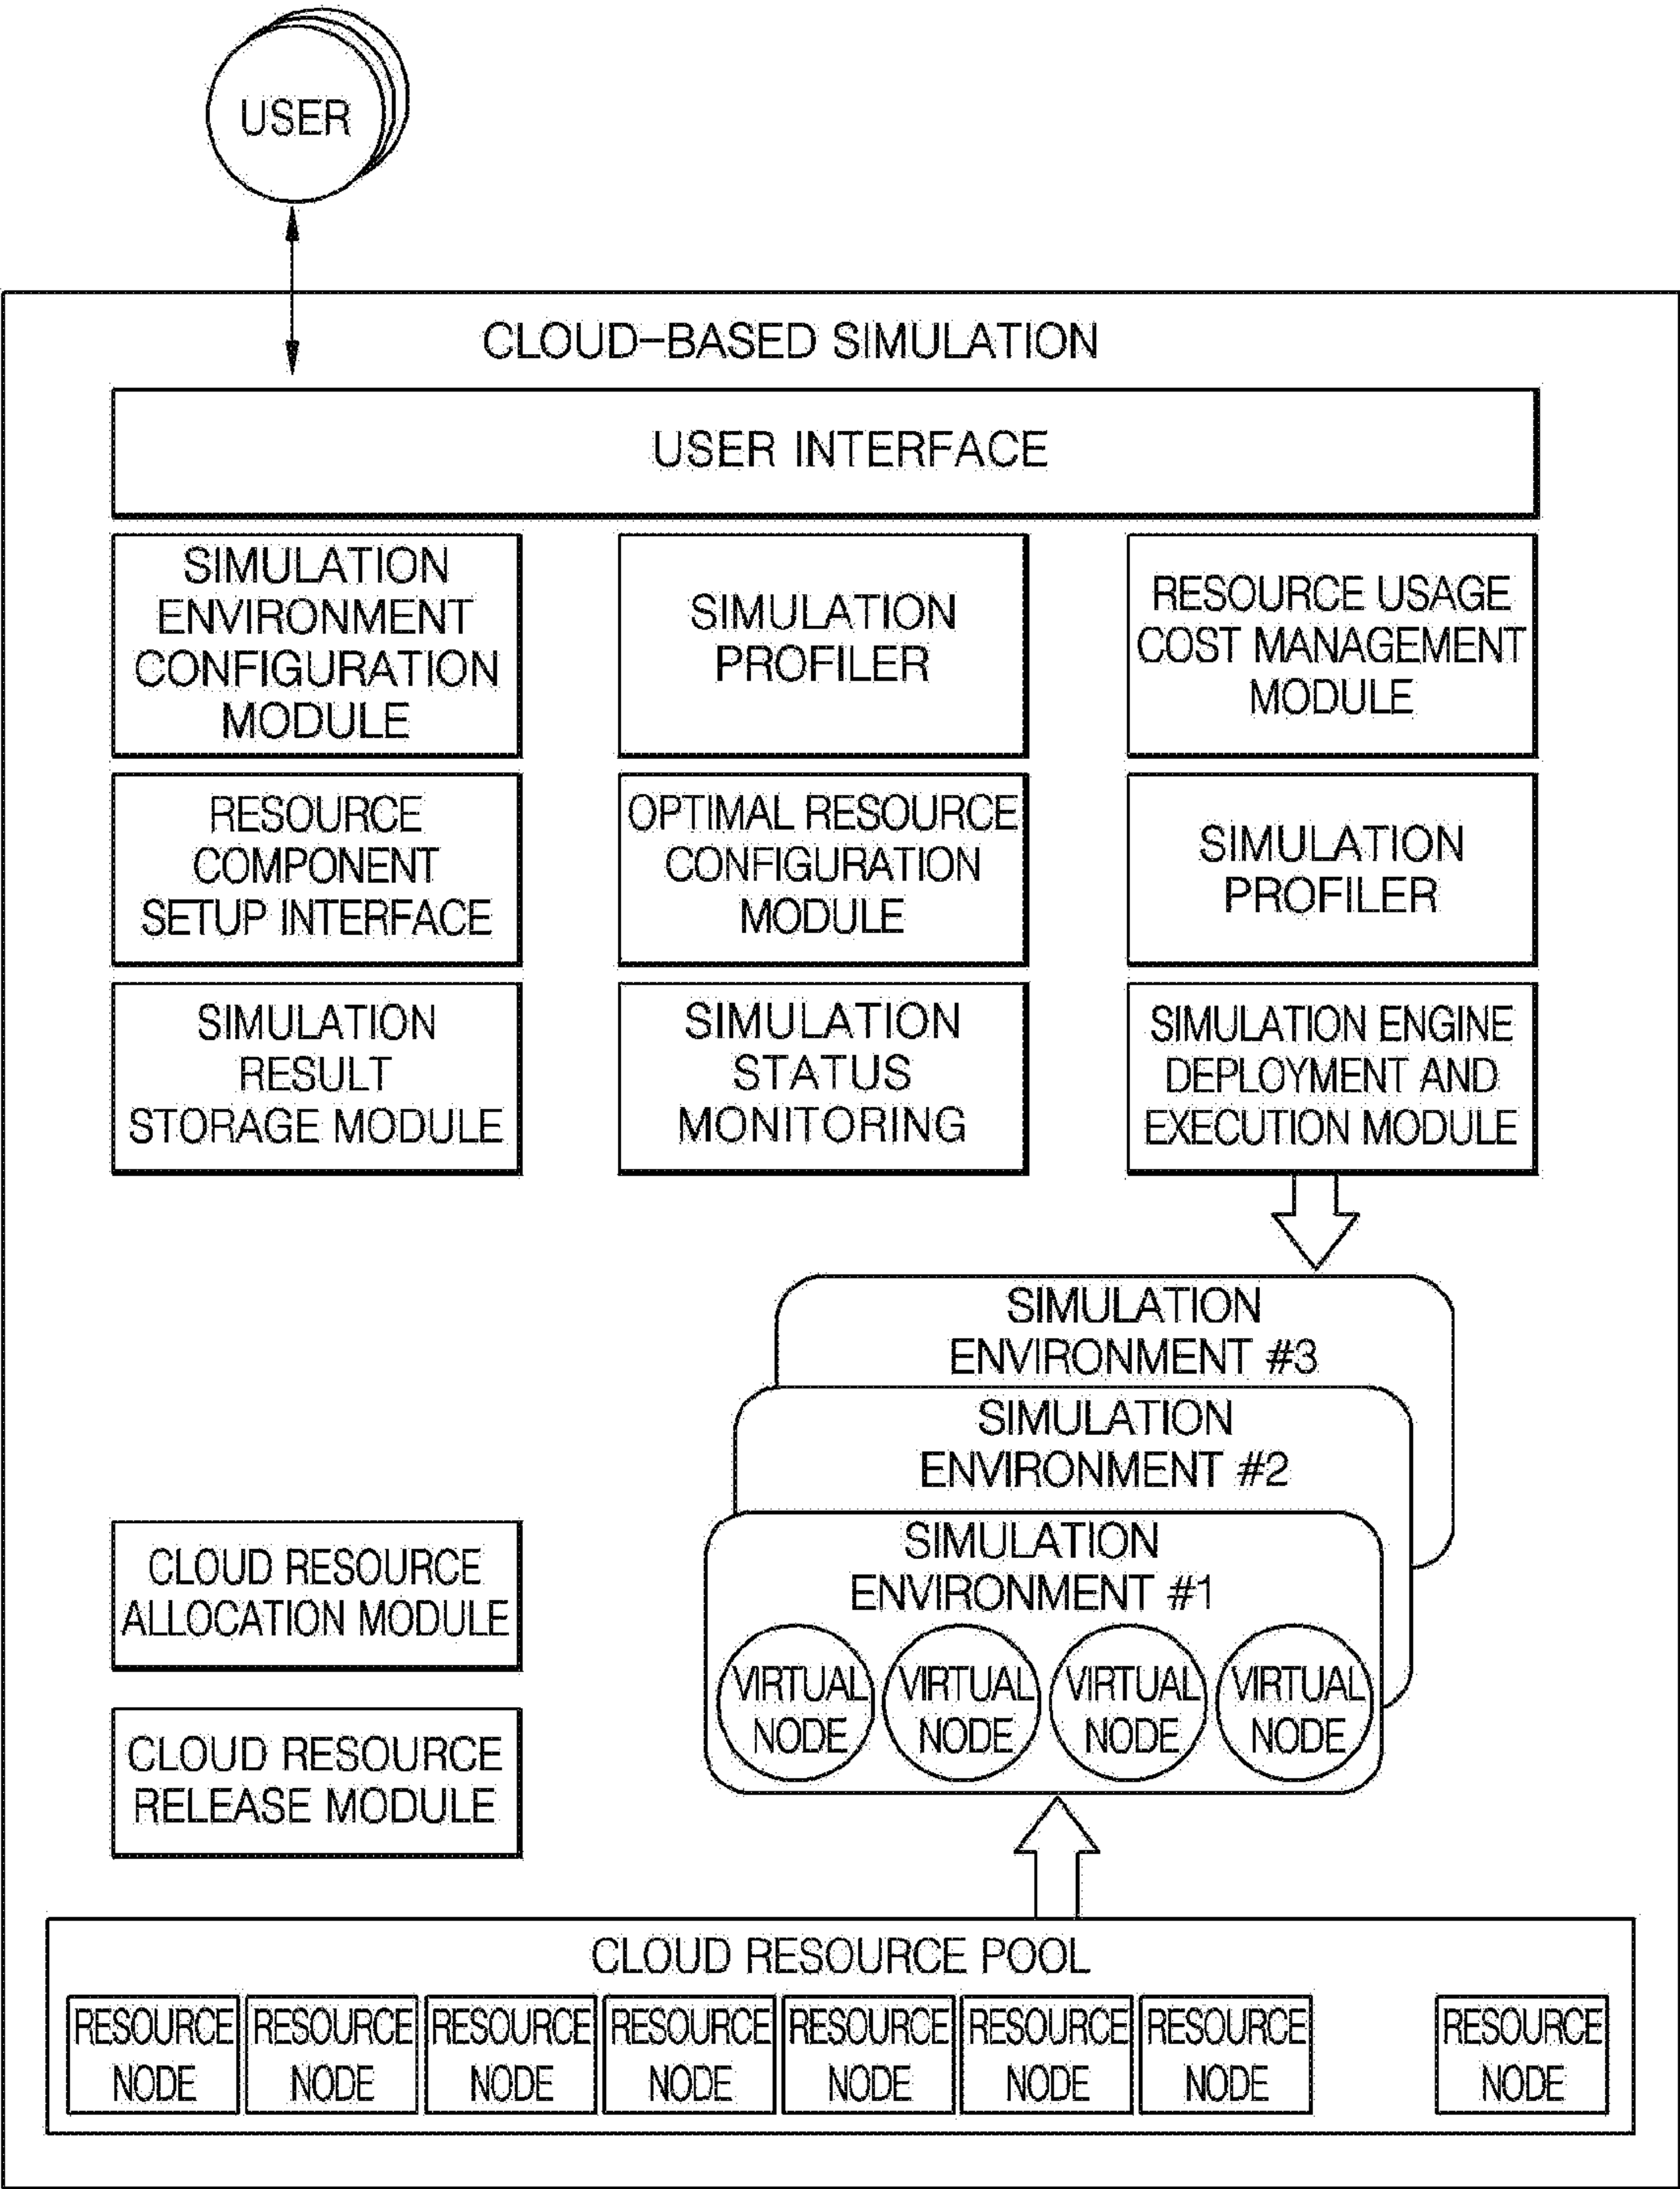 USER
CLOUD-BASED SIMULATION
USER INTERFACE
SIMULATION
ENVIRONMENT
CONFIGURATION
MODULE
SIMULATION
PROFILER
RESOURCE USAGE
COST MANAGEMENT
MODULE
RESOURCE
COMPONENT
SETUP INTERFACE
OPTIMAL RESOURCE
CONFIGURATION
MODULE
SIMULATION
PROFILER
SIMULATION
RESULT
STORAGE MODULE
SIMULATION
STATUS
MONITORING
SIMULATION ENGINE
DEPLOYMENT AND
EXECUTION MODULE
SIMULATION
ENVIRONMENT #3
SIMULATION
ENVIRONMENT #2
SIMULATION
ENVIRONMENT #1
VIRTUAL
NODE
VIRTUAL
NODE
VIRTUAL
NODE
VIRTUAL
NODE
CLOUD RESOURCE
ALLOCATION MODULE
CLOUD RESOURCE
RELEASE MODULE
CLOUD RESOURCE POOL
RESOURCE
NODE
RESOURCE
NODE
RESOURCE
NODE
RESOURCE
NODE
RESOURCE
NODE
RESOURCE
NODE
RESOURCE
NODE
RESOURCE
NODE